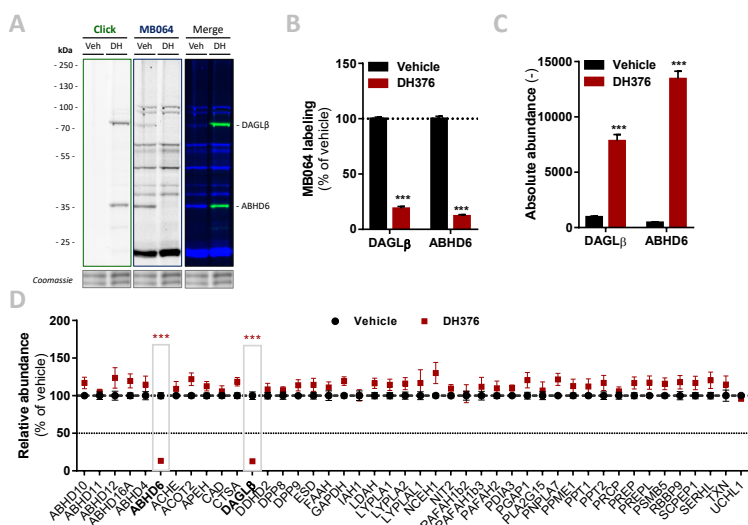 A
Click
MB064
Merge
kDa
Veh
DH
Veh
DH
Veh
DH
250 -
130 -
100 -
70 -
55 -
35 -
25 -
- DAGLβ
- ABHD6
Coomassie
B
Vehicle
DH376
MB064 labeling
(% of vehicle)
150
100
50
0
***
***
DAGLβ
ABHD6
C
Vehicle
DH376
Absolute abundance (-)
15000
10000
5000
0
***
***
DAGLβ
ABHD6
D
Vehicle
DH376
Relative abundance
(% of vehicle)
200
150
100
50
0
***
***
ABHD10
ABHD11
ABHD12
ABHD16A
ABHD4
ABHD6
ACHE
ACOT2
APEH
CAD
CTSA
DAGLβ
DDHD2
DPP8
DPP9
ESD
FAAH
GAPDH
IAH1
LDAH
LYPLA1
LYPLA2
LYPLAL1
NCEH1
NIT2
PAFAH1b2
PAFAH1b3
PAFAH2
PDIA3
PGAP1
PLA2G15
PNPLA7
PPME1
PPT1
PPT2
PRCP
PREP
PREPL
PSMB5
RBBP9
SCPEP1
SERHL
TXN
UCHL1